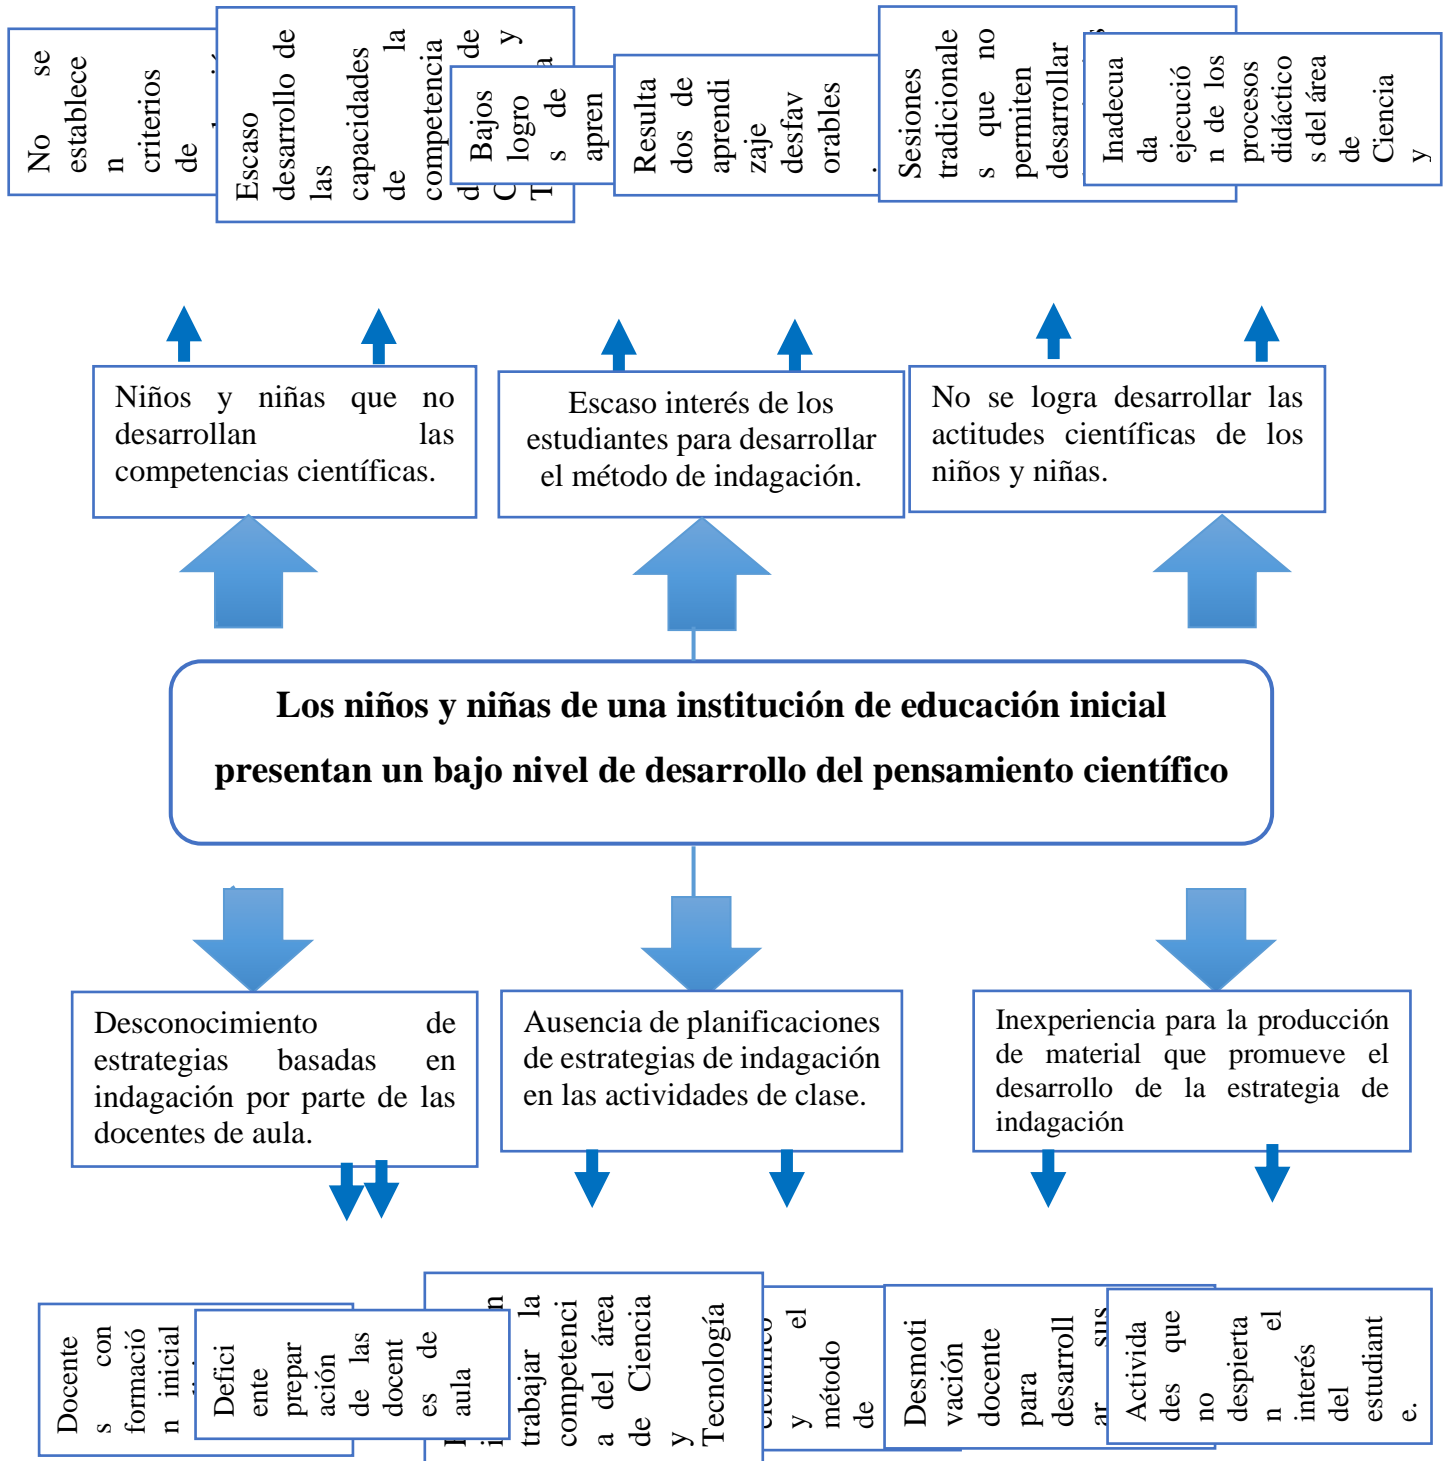 No se
establece
n criterios
de
Escaso
desarrollo de
las
capacidades
de la
competencia
de
y
Bajos
logro
s de
apren
Resulta
dos de
aprendi
zaje
desfav
orables
.
Sesiones
tradicionale
s que no
permiten
desarrollar
Inadecua
da
ejecució
n de los
procesos
didáctico
s del área
de
Ciencia
y
Niños y niñas que no
desarrollan las
competencias científicas.
Escaso interés de los
estudiantes para desarrollar
el método de indagación.
No se logra desarrollar las
actitudes científicas de los
niños y niñas.
Los niños y niñas de una institución de educación inicial
presentan un bajo nivel de desarrollo del pensamiento científico
Desconocimiento de
estrategias basadas en
indagación por parte de las
docentes de aula.
Ausencia de planificaciones
de estrategias de indagación
en las actividades de clase.
Inexperiencia para la producción
de material que promueve el
desarrollo de la estrategia de
indagación
Docente
s con
formació
n inicial
Defici
ente
prepar
ación
de las
docent
es de
aula
trabajar la
competenci
a del área
de Ciencia
y
Tecnología
científico
y el
método
de
Desmoti
vación
docente
para
desarroll
ar sus
Activida
des que
no
despierta
n el
interés
del
estudiant
e.